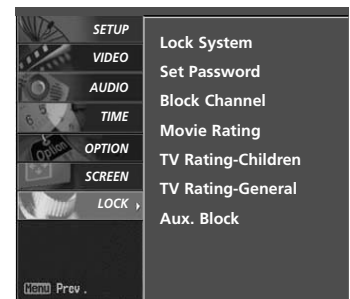 SETUP
VIDEO
AUDIO
TIME
OPTION
SCREEN
LOCK
Lock System
Set Password
Block Channel
Movie Rating
TV Rating-Children
TV Rating-General
Aux. Block
Option
Menu Prev.